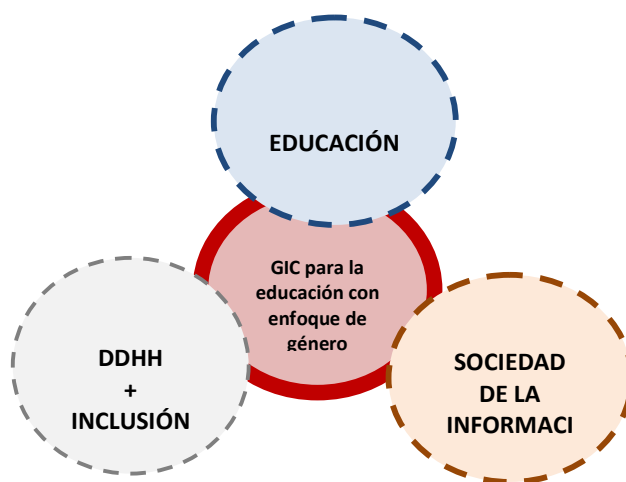 EDUCACIÓN
GIC para la
educación con
enfoque de
género
DDHH
+
INCLUSIÓN
SOCIEDAD
DE LA
INFORMACI